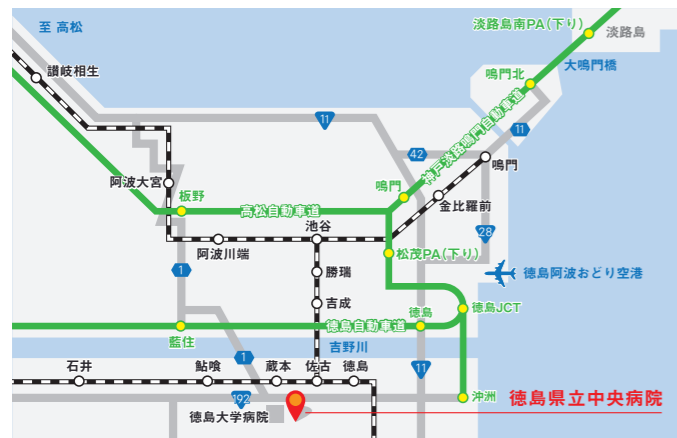 至 高松
淡路島南PA(下り)
淡路島
讃岐相生
鳴門北
大鳴門橋
11
神戸淡路鳴門自動車道
11
42
鳴門
阿波大宮
板野
鳴門
金比羅前
高松自動車道
池谷
28
阿波川端
松茂PA(下り)
1
勝瑞
徳島阿波おどり空港
吉成
徳島JCT
徳島自動車道
徳島
藍住
吉野川
石井
鮎喰
1
蔵本
佐古
徳島
11
192
沖洲
徳島県立中央病院
徳島大学病院